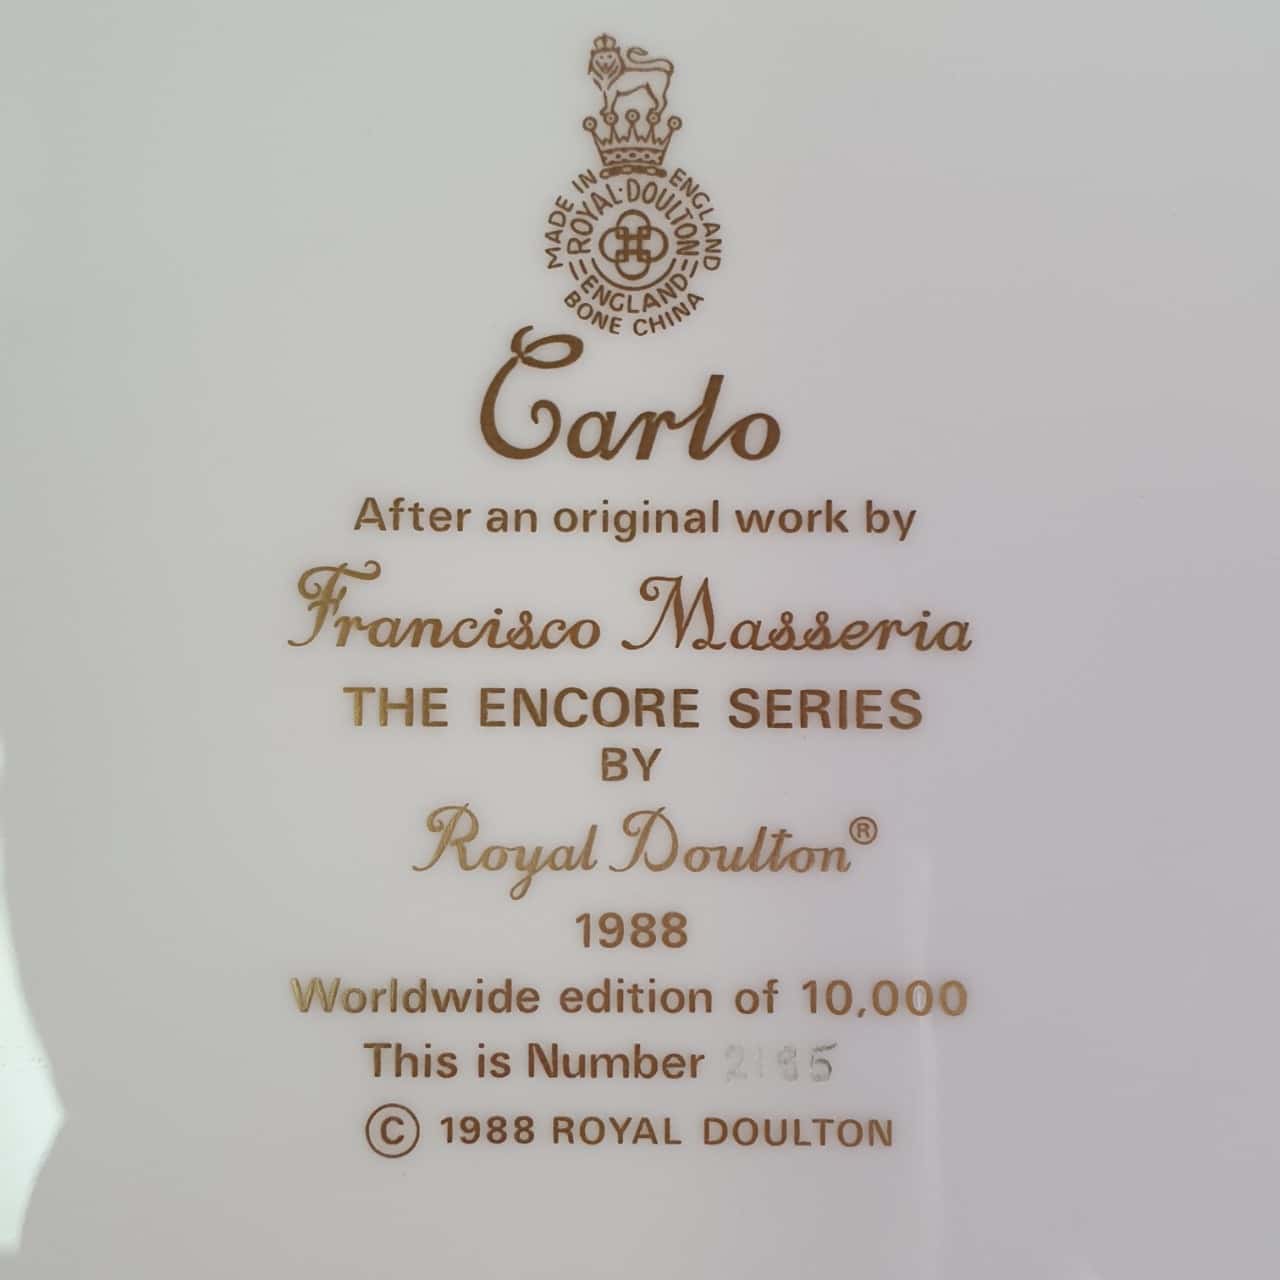 MADE IN ENGLAND
ROYAL·DOULTON
ENGLAND
BONE CHINA
Carlo
After an original work by
Francisco Masseria
THE ENCORE SERIES
BY
Royal Doulton®
1988
Worldwide edition of 10,000
This is Number
© 1988 ROYAL DOULTON